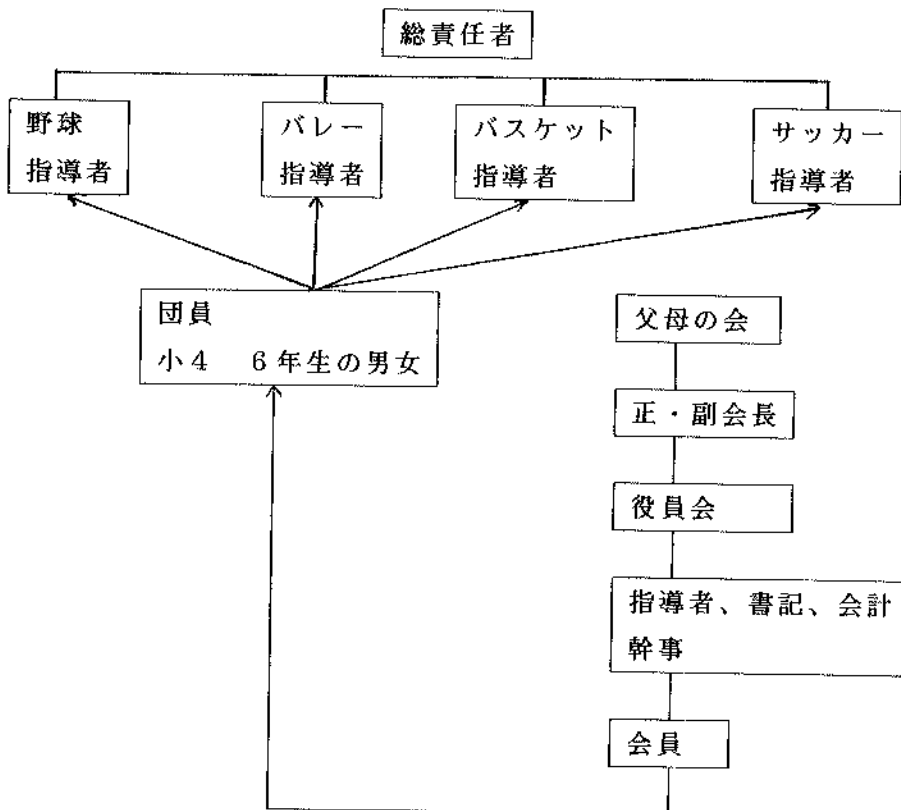 総責任者
野球
指導者
バレー
指導者
バスケット
指導者
サッカー
指導者
団員
小4 6年生の男女
父母の会
正・副会長
役員会
指導者、書記、会計
幹事
会員